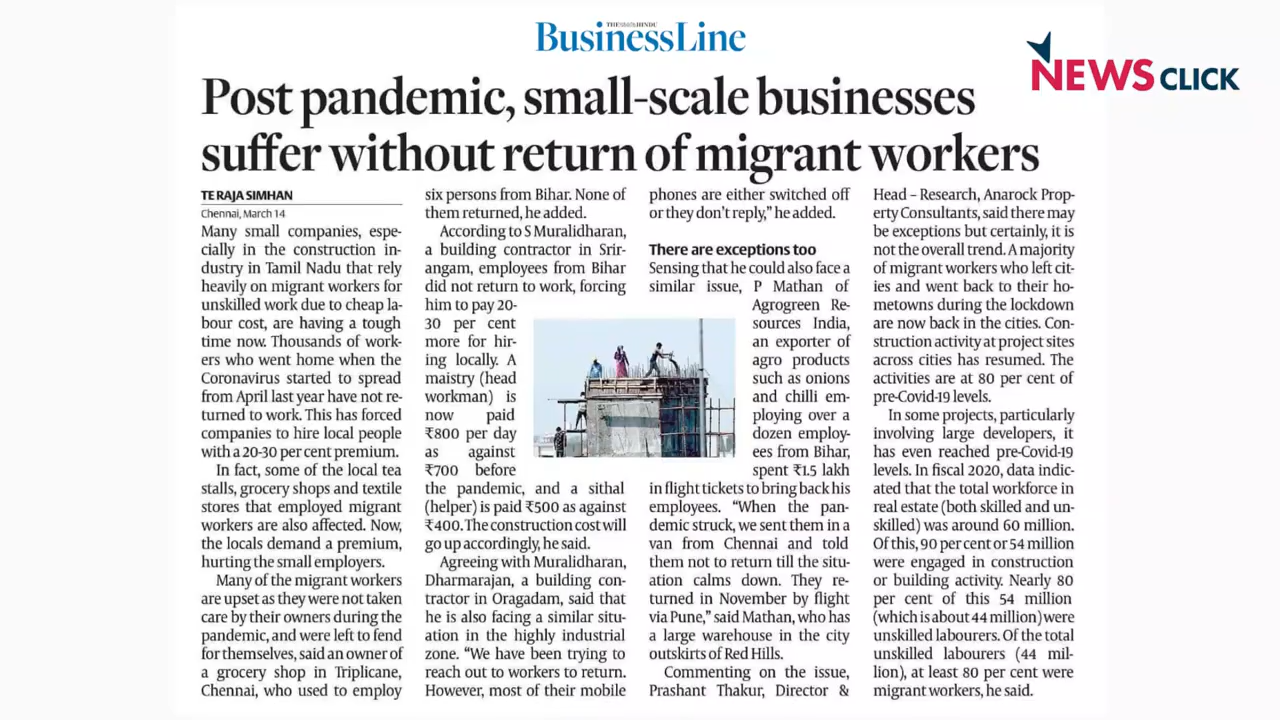 THE HINDU
BusinessLine
NEWS CLICK
Post pandemic, small-scale businesses
suffer without return of migrant workers
TE RAJA SIMHAN
Chennai, March 14
Many small companies, espe-
cially in the construction in-
dustry in Tamil Nadu that rely
heavily on migrant workers for
unskilled work due to cheap la-
bour cost, are having a tough
time now. Thousands of work-
ers who went home when the
Coronavirus started to spread
from April last year have not re-
turned to work. This has forced
companies to hire local people
with a 20-30 per cent premium.
In fact, some of the local tea
stalls, grocery shops and textile
stores that employed migrant
workers are also affected. Now,
the locals demand a premium,
hurting the small employers.
Many of the migrant workers
are upset as they were not taken
care by their owners during the
pandemic, and were left to fend
for themselves, said an owner of
a grocery shop in Triplicane,
Chennai, who used to employ
six persons from Bihar. None of
them returned, he added.
According to S Muralidharan,
a building contractor in Srir-
angam, employees from Bihar
did not return to work, forcing
him to pay 20-
30 per cent
more for hir-
ing locally. A
maistry (head
workman) is
now paid
₹800 per day
as against
₹700 before
the pandemic, and a sithal
(helper) is paid ₹500 as against
₹400. The construction cost will
go up accordingly, he said.
Agreeing with Muralidharan,
Dharmarajan, a building con-
tractor in Oragadam, said that
he is also facing a similar situ-
ation in the highly industrial
zone. “We have been trying to
reach out to workers to return.
However, most of their mobile
phones are either switched off
or they don’t reply,” he added.
There are exceptions too
Sensing that he could also face a
similar issue, P Mathan of
Agrogreen Re-
sources India,
an exporter of
agro products
such as onions
and chilli em-
ploying over a
dozen employ-
ees from Bihar,
spent ₹1.5 lakh
in flight tickets to bring back his
employees. “When the pan-
demic struck, we sent them in a
van from Chennai and told
them not to return till the situ-
ation calms down. They re-
turned in November by flight
via Pune,” said Mathan, who has
a large warehouse in the city
outskirts of Red Hills.
Commenting on the issue,
Prashant Thakur, Director &
Head – Research, Anarock Prop-
erty Consultants, said there may
be exceptions but certainly, it is
not the overall trend. A majority
of migrant workers who left cit-
ies and went back to their ho-
metowns during the lockdown
are now back in the cities. Con-
struction activity at project sites
across cities has resumed. The
activities are at 80 per cent of
pre-Covid-19 levels.
In some projects, particularly
involving large developers, it
has even reached pre-Covid-19
levels. In fiscal 2020, data indic-
ated that the total workforce in
real estate (both skilled and un-
skilled) was around 60 million.
Of this, 90 per cent or 54 million
were engaged in construction
or building activity. Nearly 80
per cent of this 54 million
(which is about 44 million) were
unskilled labourers. Of the total
unskilled labourers (44 mil-
lion), at least 80 per cent were
migrant workers, he said.